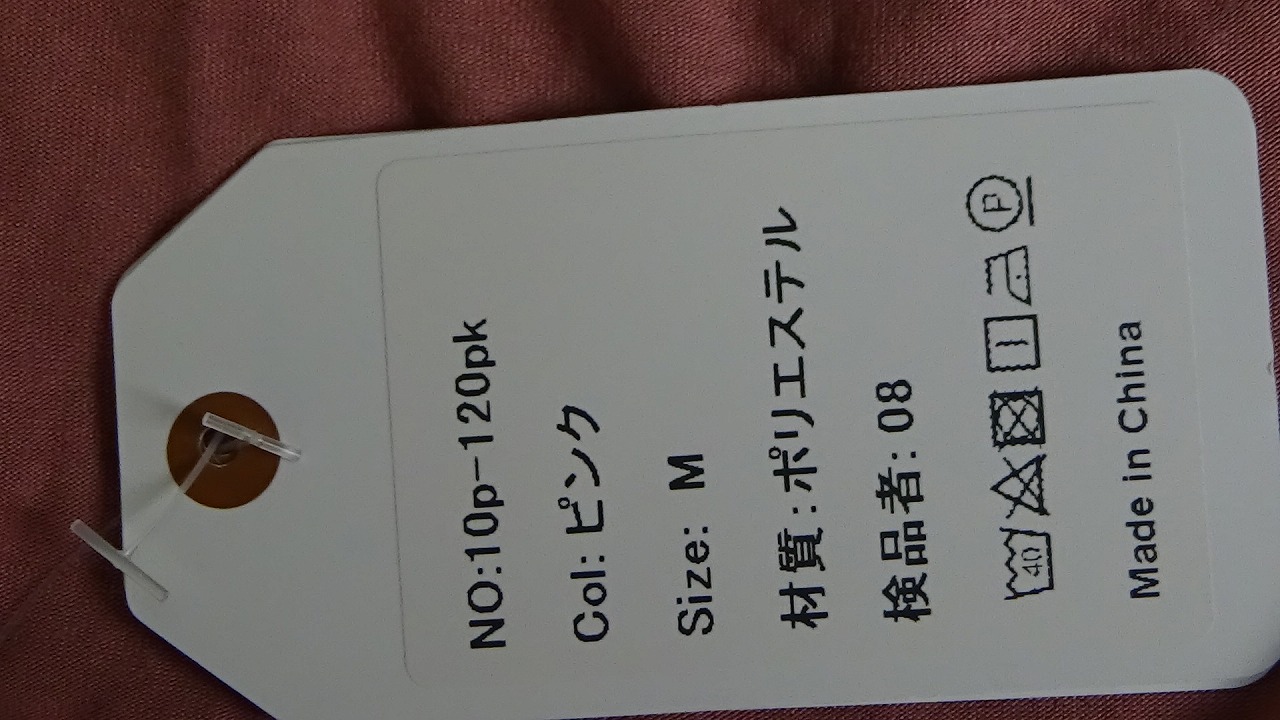 NO:10p-120pk
Col: ピンク
Size: M
材質:ポリエステル
検品者: 08
40 P
Made in China